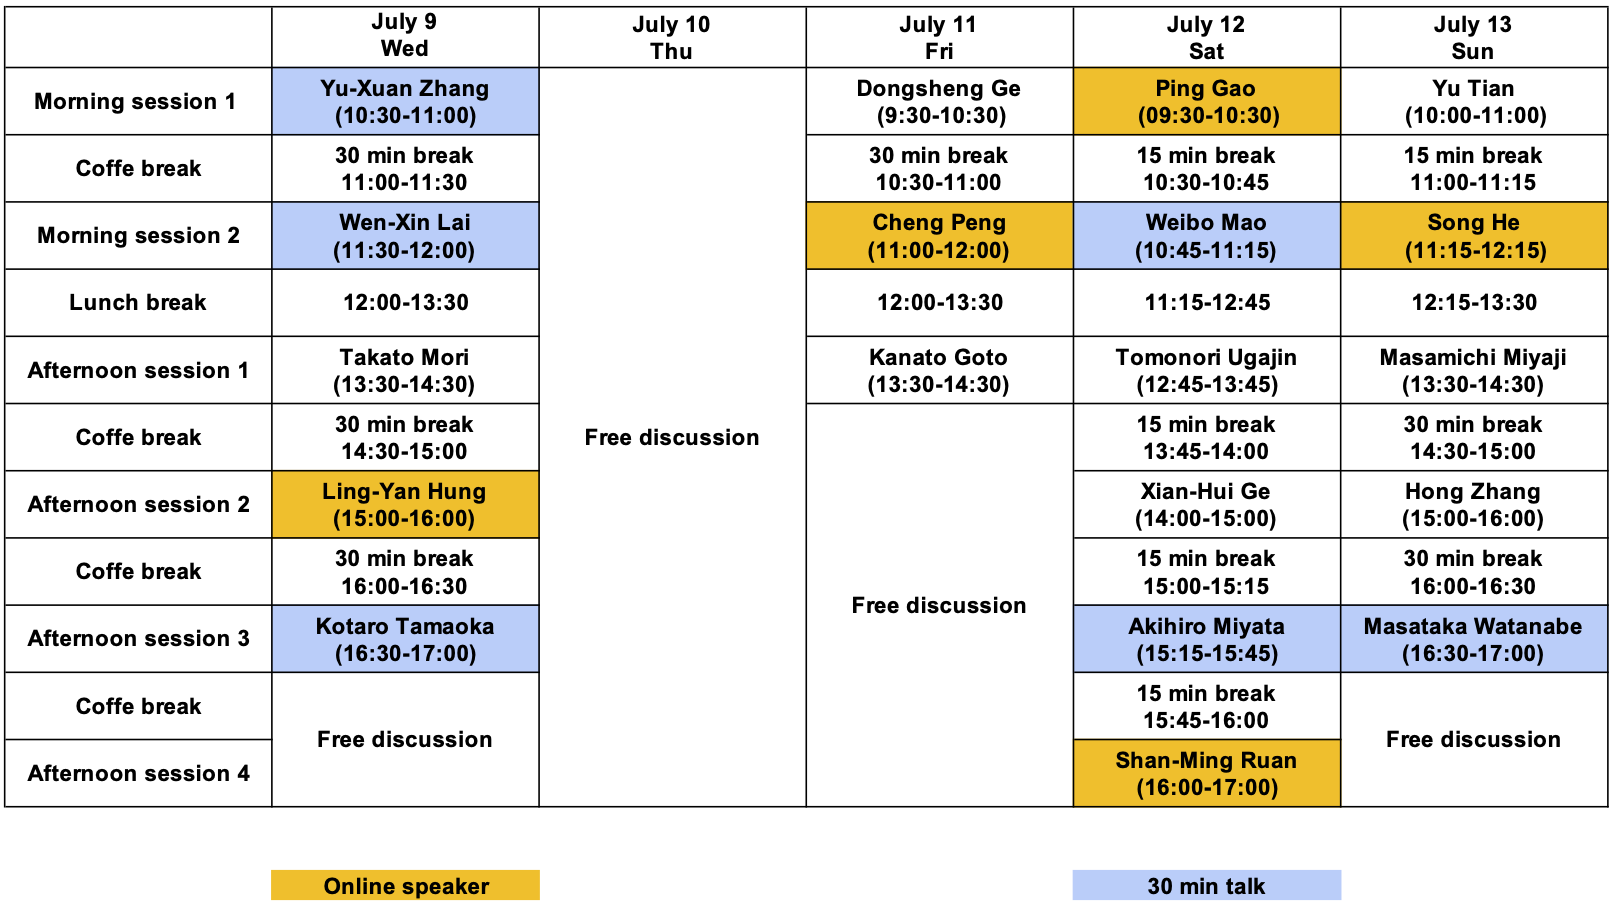 July 9
Wed
July 10
Thu
July 11
Fri
July 12
Sat
July 13
Sun
Morning session 1
Yu-Xuan Zhang
(10:30-11:00)
Dongsheng Ge
(9:30-10:30)
Ping Gao
(09:30-10:30)
Yu Tian
(10:00-11:00)
Coffe break
30 min break
11:00-11:30
30 min break
10:30-11:00
15 min break
10:30-10:45
15 min break
11:00-11:15
Morning session 2
Wen-Xin Lai
(11:30-12:00)
Cheng Peng
(11:00-12:00)
Weibo Mao
(10:45-11:15)
Song He
(11:15-12:15)
Lunch break
12:00-13:30
12:00-13:30
11:15-12:45
12:15-13:30
Afternoon session 1
Takato Mori
(13:30-14:30)
Kanato Goto
(13:30-14:30)
Tomonori Ugajin
(12:45-13:45)
Masamichi Miyaji
(13:30-14:30)
Coffe break
30 min break
14:30-15:00
Free discussion
15 min break
13:45-14:00
30 min break
14:30-15:00
Afternoon session 2
Ling-Yan Hung
(15:00-16:00)
Xian-Hui Ge
(14:00-15:00)
Hong Zhang
(15:00-16:00)
Coffe break
30 min break
16:00-16:30
Free discussion
15 min break
15:00-15:15
30 min break
16:00-16:30
Afternoon session 3
Kotaro Tamaoka
(16:30-17:00)
Akihiro Miyata
(15:15-15:45)
Masataka Watanabe
(16:30-17:00)
Coffe break
Free discussion
15 min break
15:45-16:00
Free discussion
Afternoon session 4
Shan-Ming Ruan
(16:00-17:00)
Online speaker
30 min talk